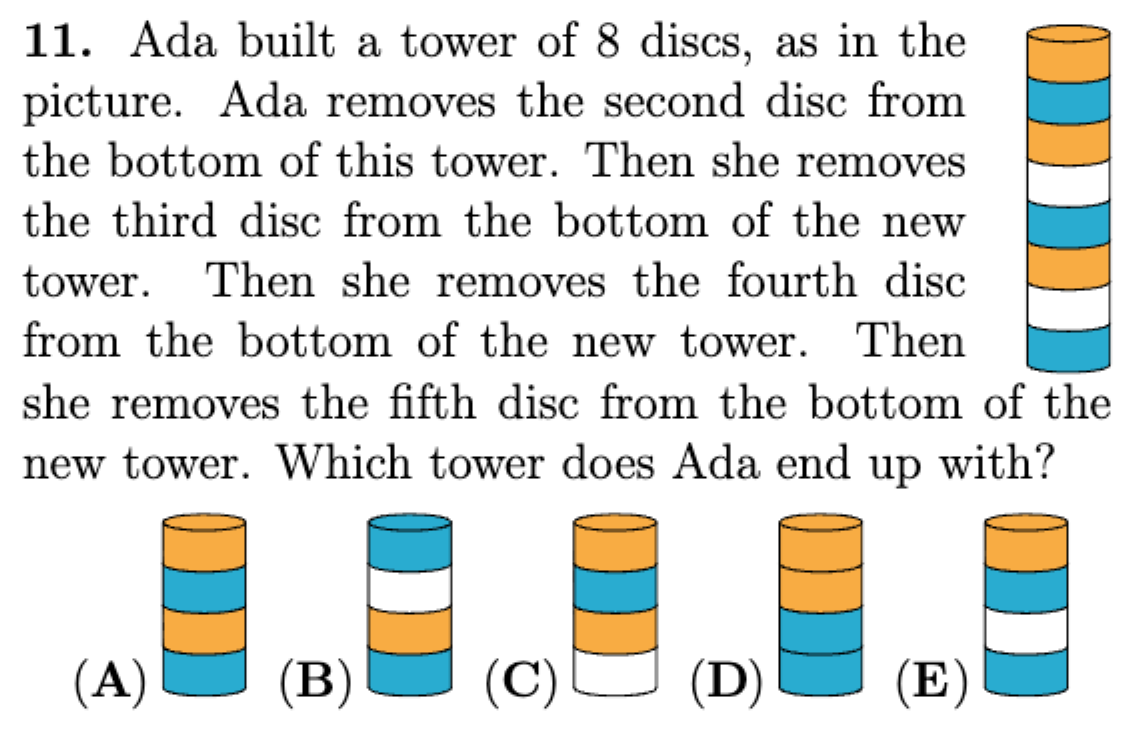 11. Ada built a tower of 8 discs, as in the
picture. Ada removes the second disc from
the bottom of this tower. Then she removes
the third disc from the bottom of the new
tower. Then she removes the fourth disc
from the bottom of the new tower. Then
she removes the fifth disc from the bottom of the
new tower. Which tower does Ada end up with?
(A) (B) (C) (D) (E)